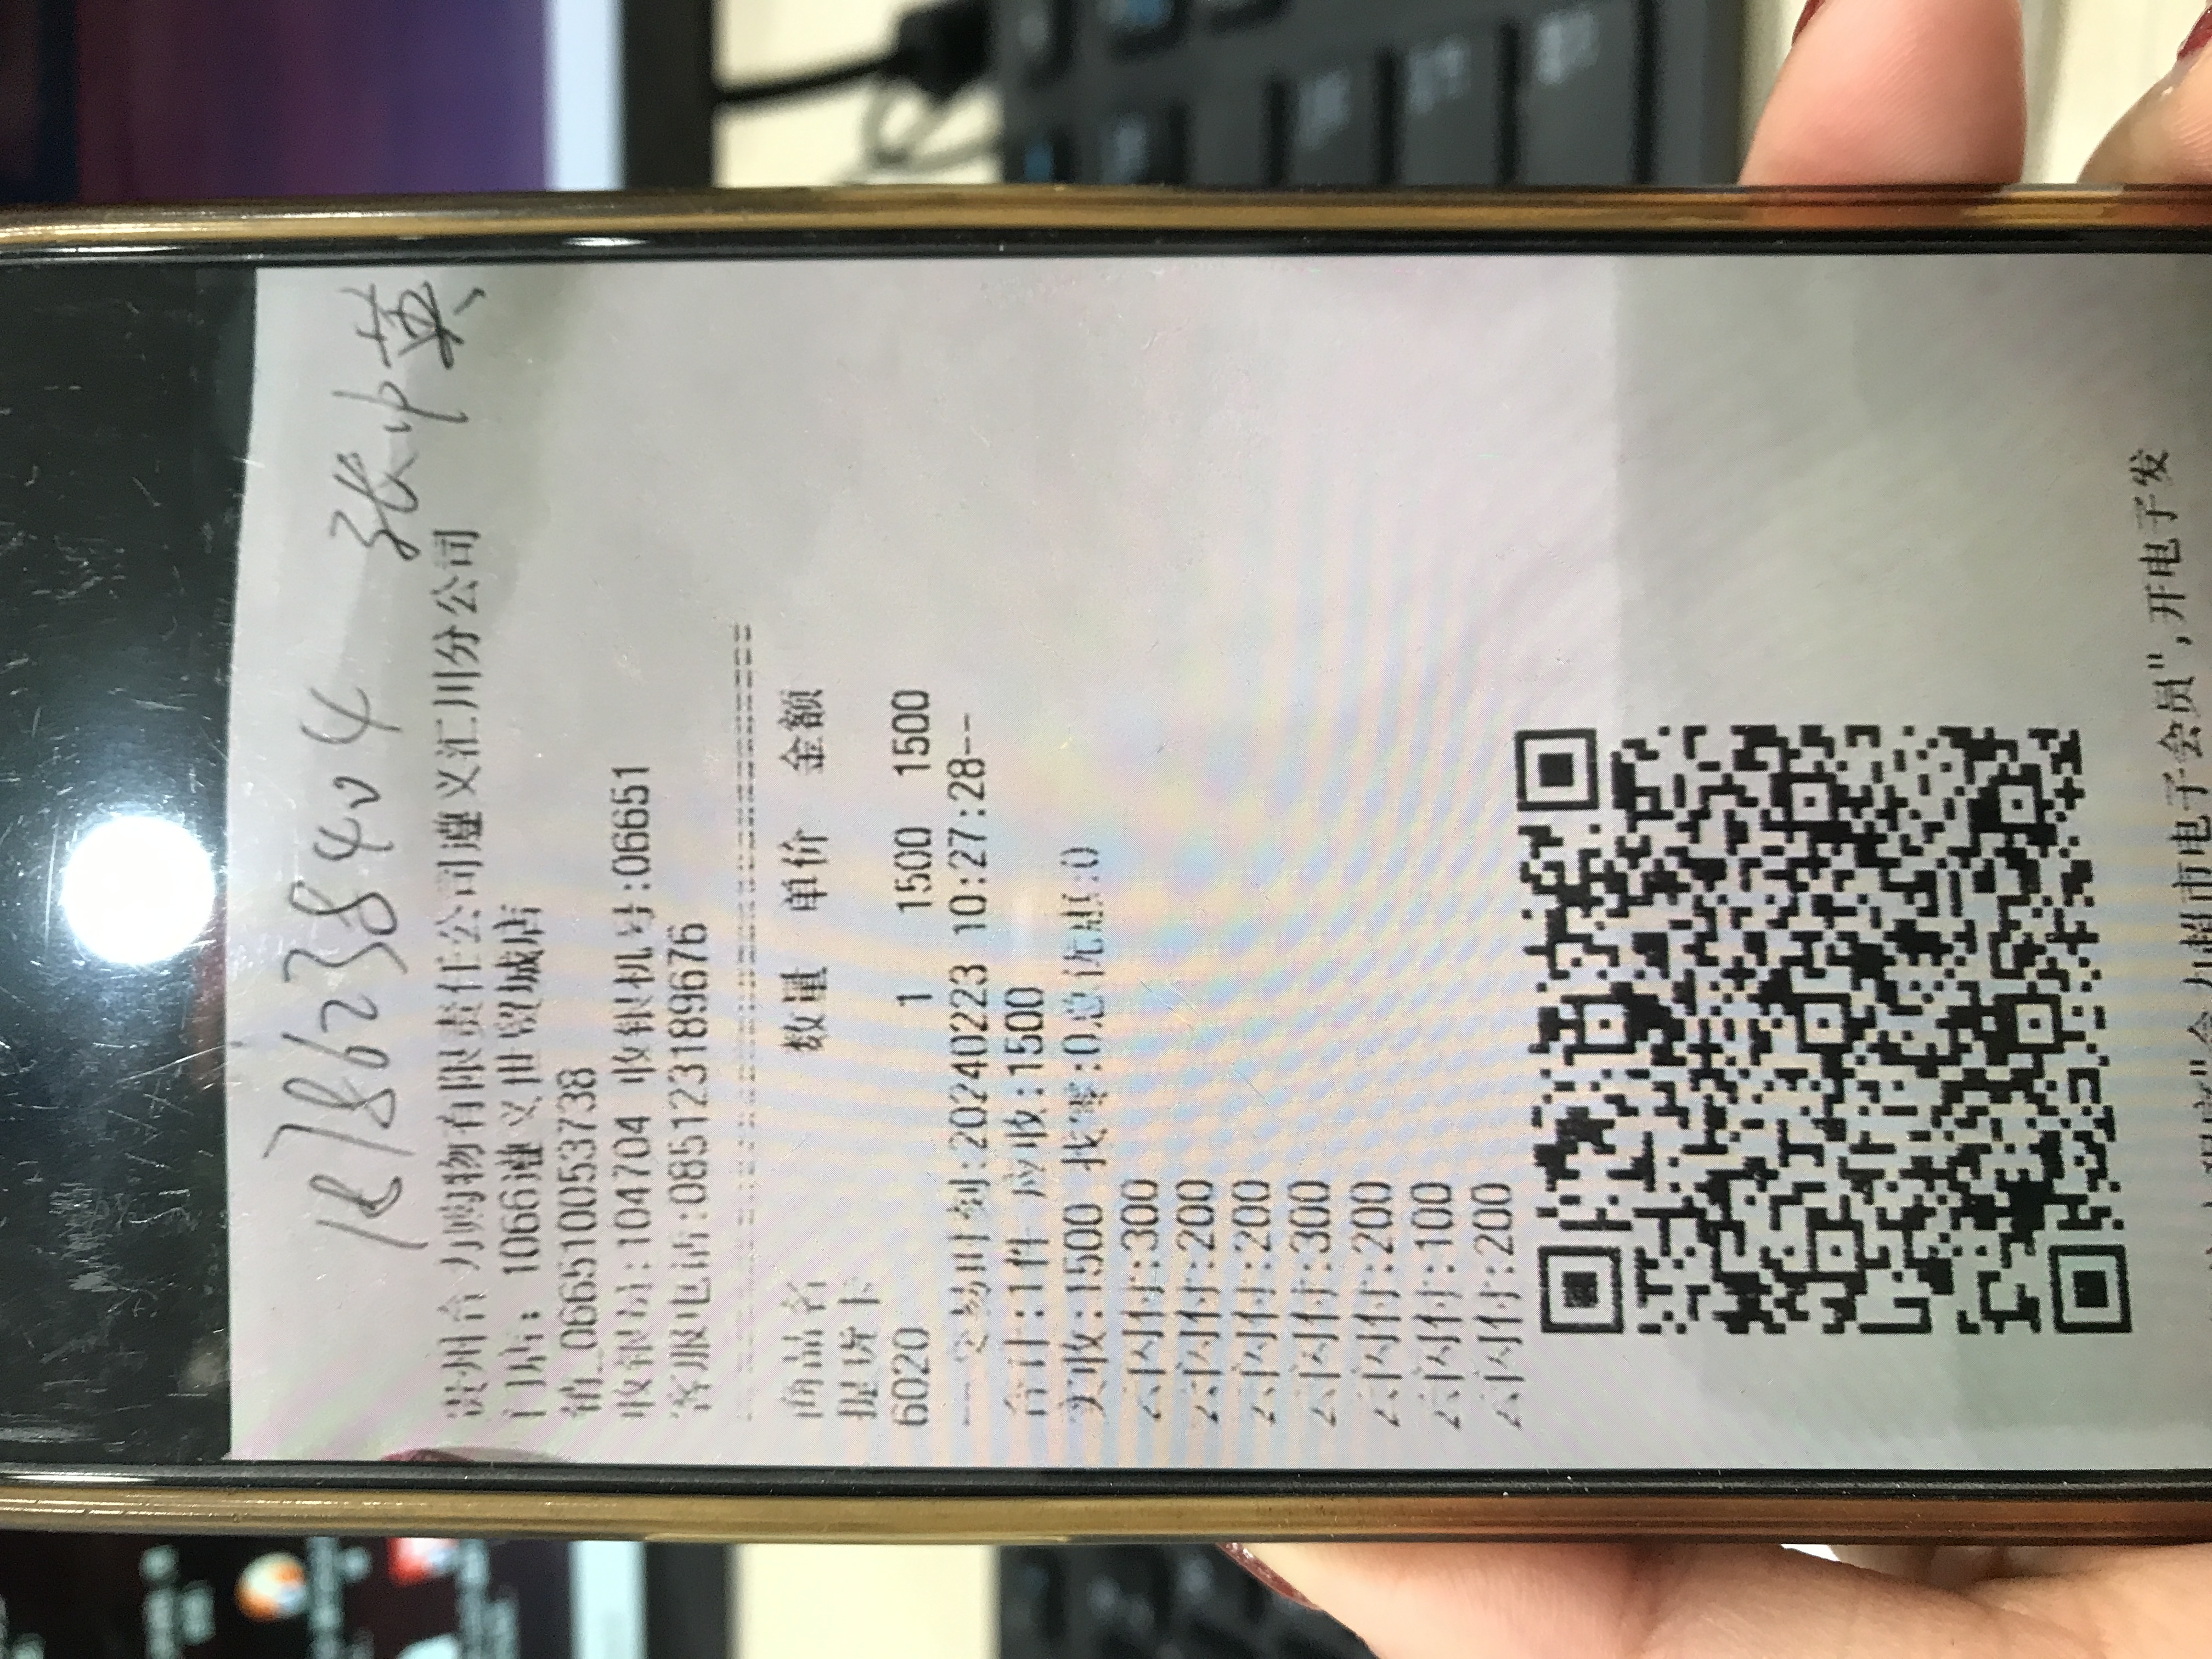 18786238404 张中英
贵州合力购物有限责任公司遵义汇川分公司
门店: 1066遵义世贸城店
销_066651005373738
收银员:104704 收银机号:06651
客服电话:085123189676
商品名 数量 单价 金额
提货卡
6020 1 1500 1500
--交易时刻:20240223 10:27:28--
合计:1件 应收:1500
实收:1500 找零:0总优惠:0
云闪付:300
云闪付:200
云闪付:200
云闪付:300
云闪付:200
云闪付:100
云闪付:200
合力超市电子会员",开电子发